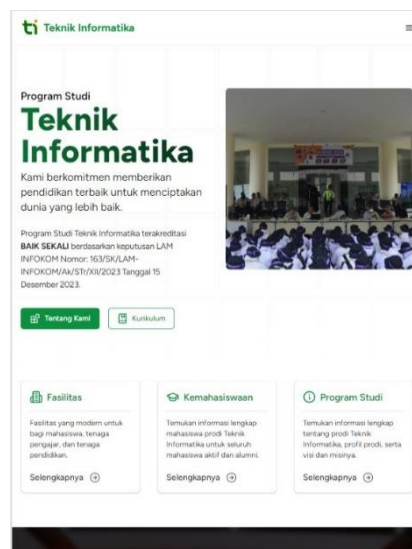 ti Teknik Informatika
Program Studi
Teknik
Informatika
Kami berkomitmen memberikan
pendidikan terbaik untuk menciptakan
dunia yang lebih baik.
Program Studi Teknik Informatika terakreditasi
BAIK SEKALI berdasarkan keputusan LAM
INFOKOM Nomor: 163/SK/LAM-
INFOKOM/Ak/STr/XII/2023 Tanggal 15
Desember 2023.
Tentang Kami
Kurikulum
Fasilitas
Fasilitas yang modern untuk
bagi mahasiswa, tenaga
pengajar, dan tenaga
pendidikan.
Selengkapnya
Kemahasiswaan
Temukan informasi lengkap
mahasiswa prodi Teknik
Informatika untuk seluruh
mahasiswa aktif dan alumni.
Selengkapnya
Program Studi
Temukan informasi lengkap
tentang prodi Teknik
Informatika, profil prodi, serta
visi dan misinya.
Selengkapnya